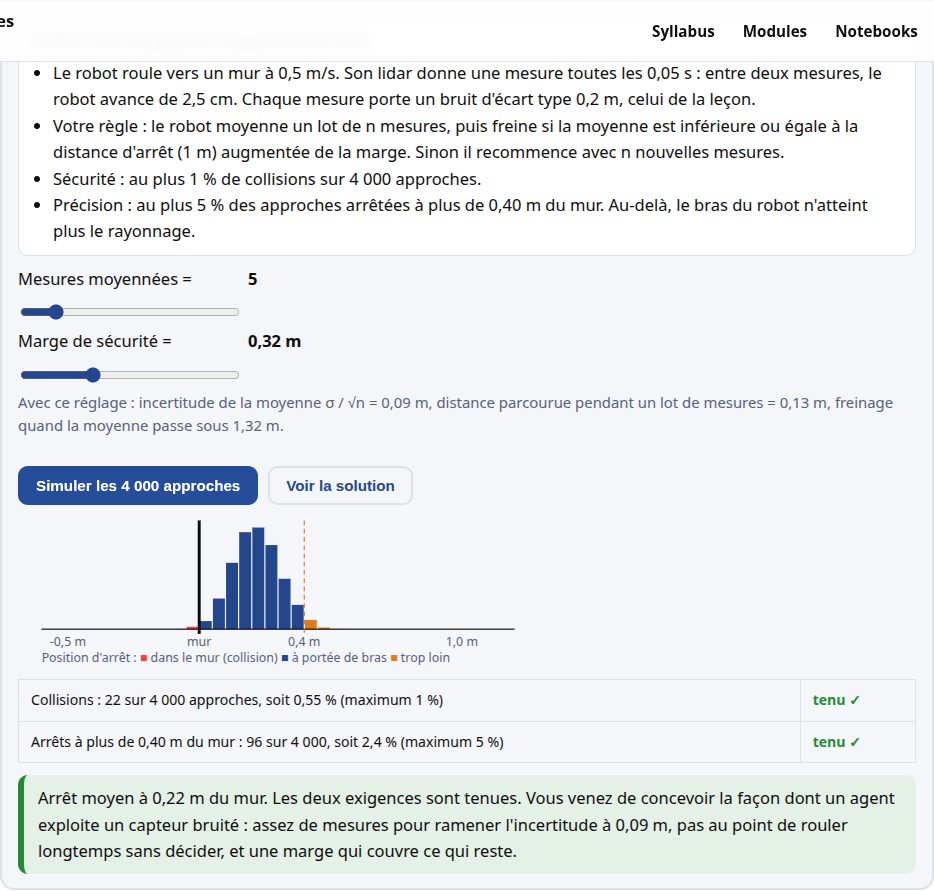 es
Syllabus Modules Notebooks
• Le robot roule vers un mur à 0,5 m/s. Son lidar donne une mesure toutes les 0,05 s : entre deux mesures, le
robot avance de 2,5 cm. Chaque mesure porte un bruit d'écart type 0,2 m, celui de la leçon.
• Votre règle : le robot moyenne un lot de n mesures, puis freine si la moyenne est inférieure ou égale à la
distance d'arrêt (1 m) augmentée de la marge. Sinon il recommence avec n nouvelles mesures.
• Sécurité : au plus 1 % de collisions sur 4 000 approches.
• Précision : au plus 5 % des approches arrêtées à plus de 0,40 m du mur. Au-delà, le bras du robot n'atteint
plus le rayonnage.
Mesures moyennées = 5
Marge de sécurité = 0,32 m
Avec ce réglage : incertitude de la moyenne σ / √n = 0,09 m, distance parcourue pendant un lot de mesures = 0,13 m, freinage
quand la moyenne passe sous 1,32 m.
Simuler les 4 000 approches Voir la solution
-0,5 m mur 0,4 m 1,0 m
Position d'arrêt : ■ dans le mur (collision) ■ à portée de bras ■ trop loin
Collisions : 22 sur 4 000 approches, soit 0,55 % (maximum 1 %) tenu ✓
Arrêts à plus de 0,40 m du mur : 96 sur 4 000, soit 2,4 % (maximum 5 %) tenu ✓
Arrêt moyen à 0,22 m du mur. Les deux exigences sont tenues. Vous venez de concevoir la façon dont un agent
exploite un capteur bruité : assez de mesures pour ramener l'incertitude à 0,09 m, pas au point de rouler
longtemps sans décider, et une marge qui couvre ce qui reste.